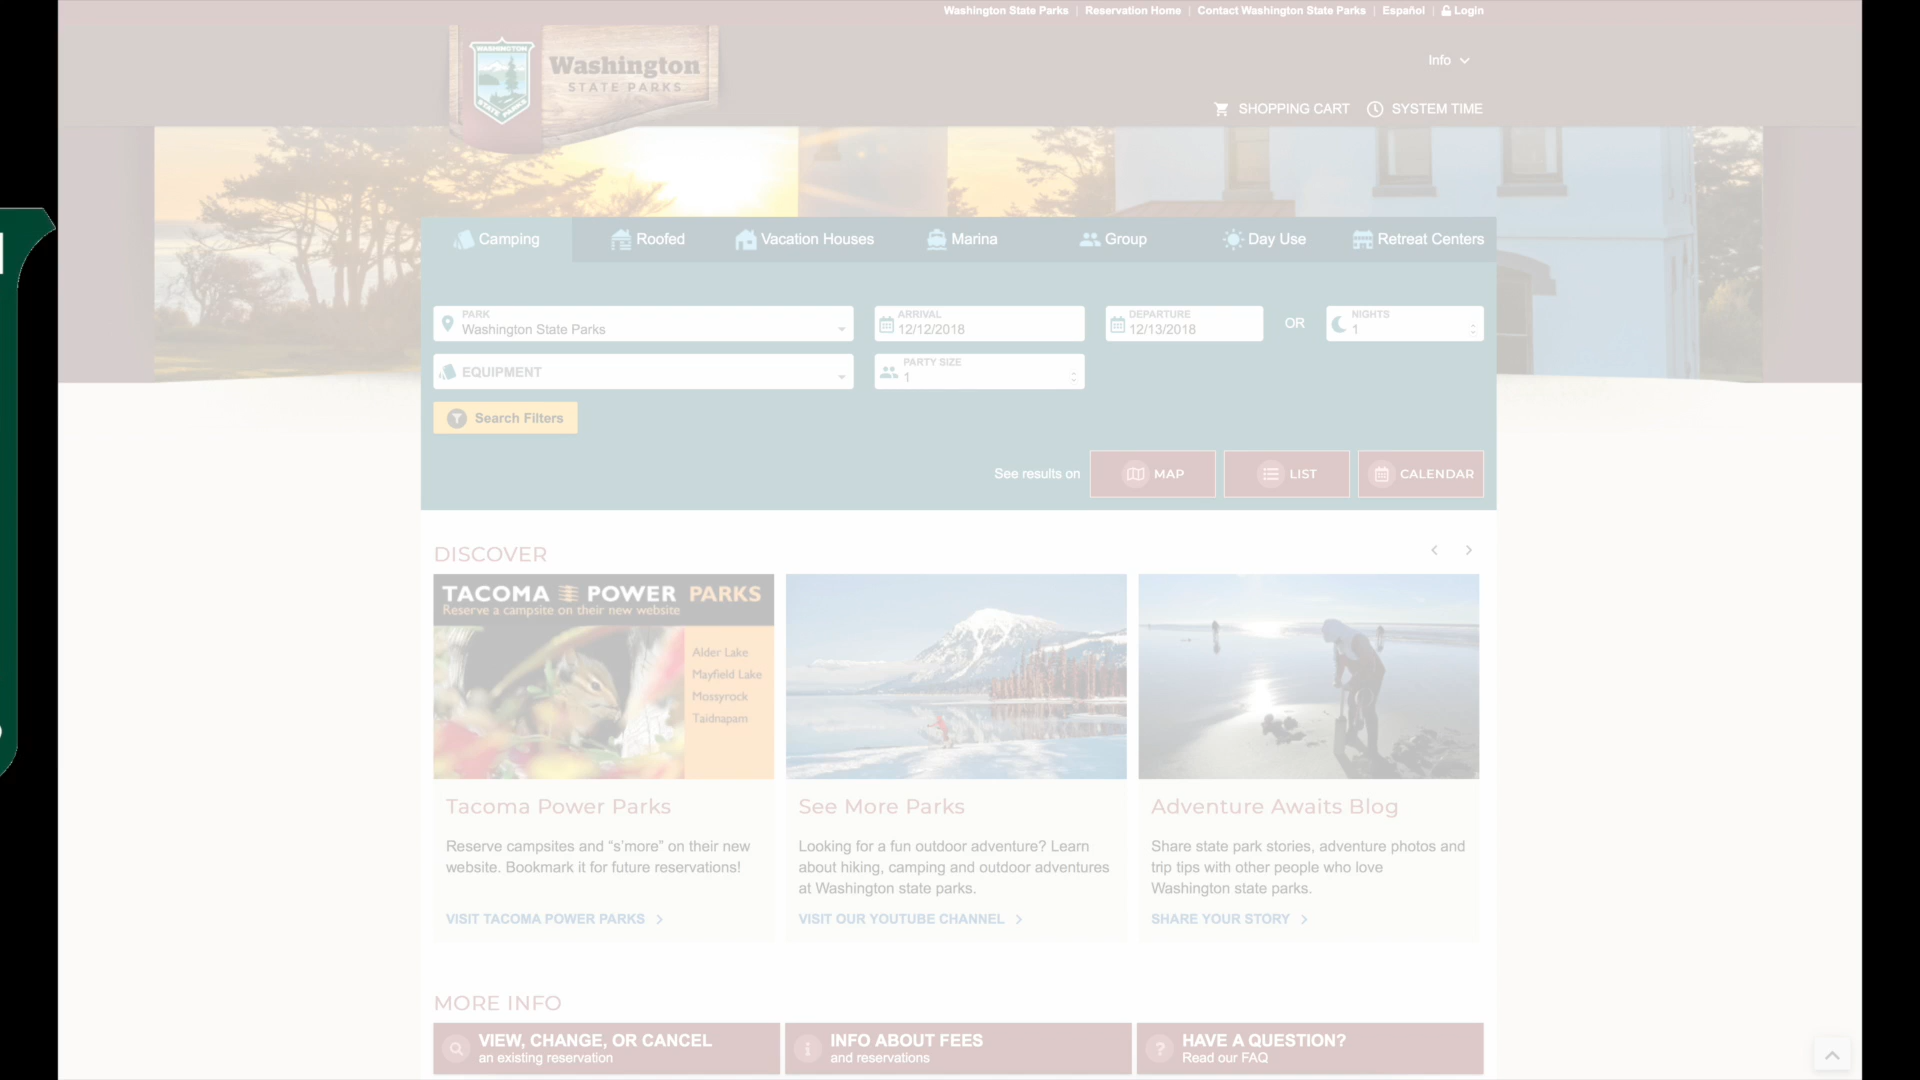 Washington State Parks | Reservation Home | Contact Washington State Parks | Español | Login
WASHINGTON
STATE PARKS
Washington
STATE PARKS
Info
SHOPPING CART
SYSTEM TIME
Camping
Roofed
Vacation Houses
Marina
Group
Day Use
Retreat Centers
PARK
Washington State Parks
ARRIVAL
12/12/2018
DEPARTURE
12/13/2018
OR
NIGHTS
1
EQUIPMENT
PARTY SIZE
1
Search Filters
See results on
MAP
LIST
CALENDAR
DISCOVER
TACOMA POWER PARKS
Reserve a campsite on their new website
Alder Lake
Mayfield Lake
Mossyrock
Taidnapam
Tacoma Power Parks
Reserve campsites and “s’more” on their new
website. Bookmark it for future reservations!
VISIT TACOMA POWER PARKS
See More Parks
Looking for a fun outdoor adventure? Learn
about hiking, camping and outdoor adventures
at Washington state parks.
VISIT OUR YOUTUBE CHANNEL
Adventure Awaits Blog
Share state park stories, adventure photos and
trip tips with other people who love
Washington state parks.
SHARE YOUR STORY
MORE INFO
VIEW, CHANGE, OR CANCEL
an existing reservation
INFO ABOUT FEES
and reservations
HAVE A QUESTION?
Read our FAQ